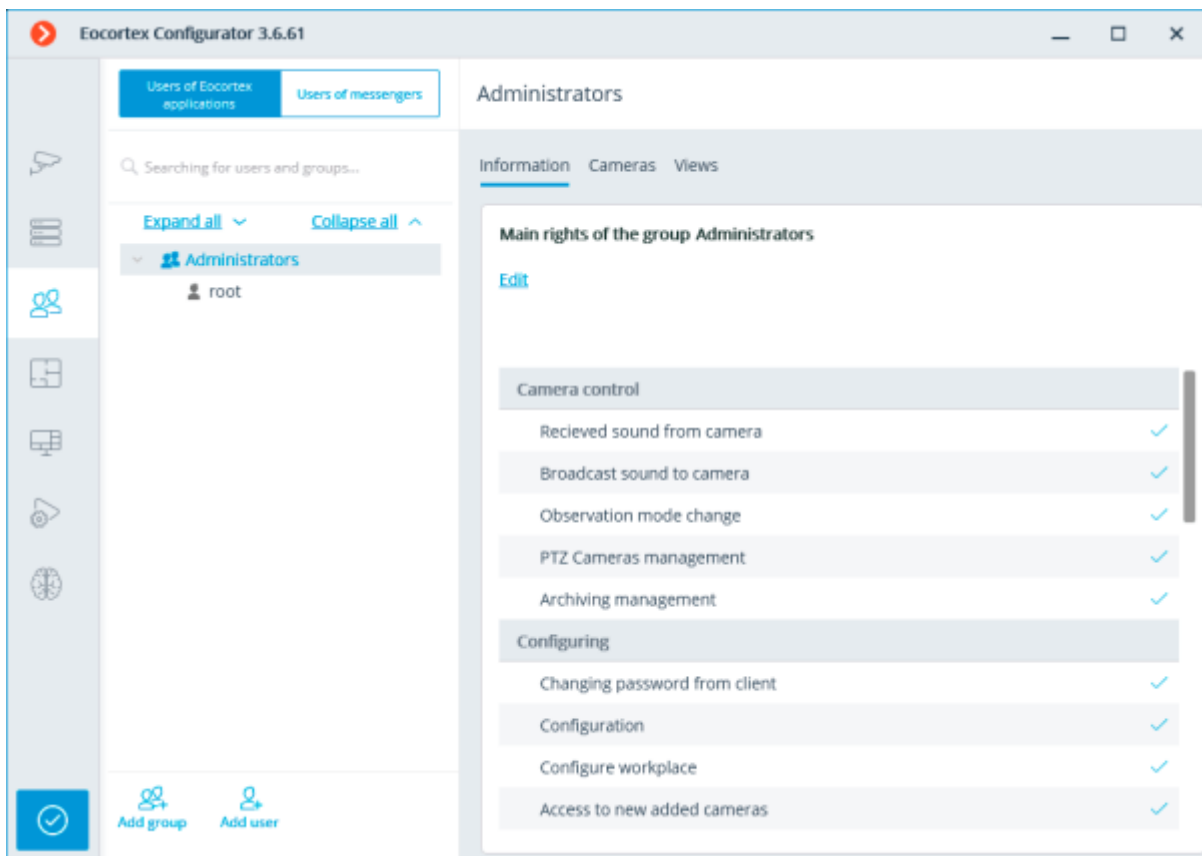 Eocortex Configurator 3.6.61
Users of Eocortex
applications
Users of messengers
Searching for users and groups...
Expand all
Collapse all
Administrators
root
Add group
Add user
Administrators
Information
Cameras
Views
Main rights of the group Administrators
Edit
Camera control
Recieved sound from camera
Broadcast sound to camera
Observation mode change
PTZ Cameras management
Archiving management
Configuring
Changing password from client
Configuration
Configure workplace
Access to new added cameras